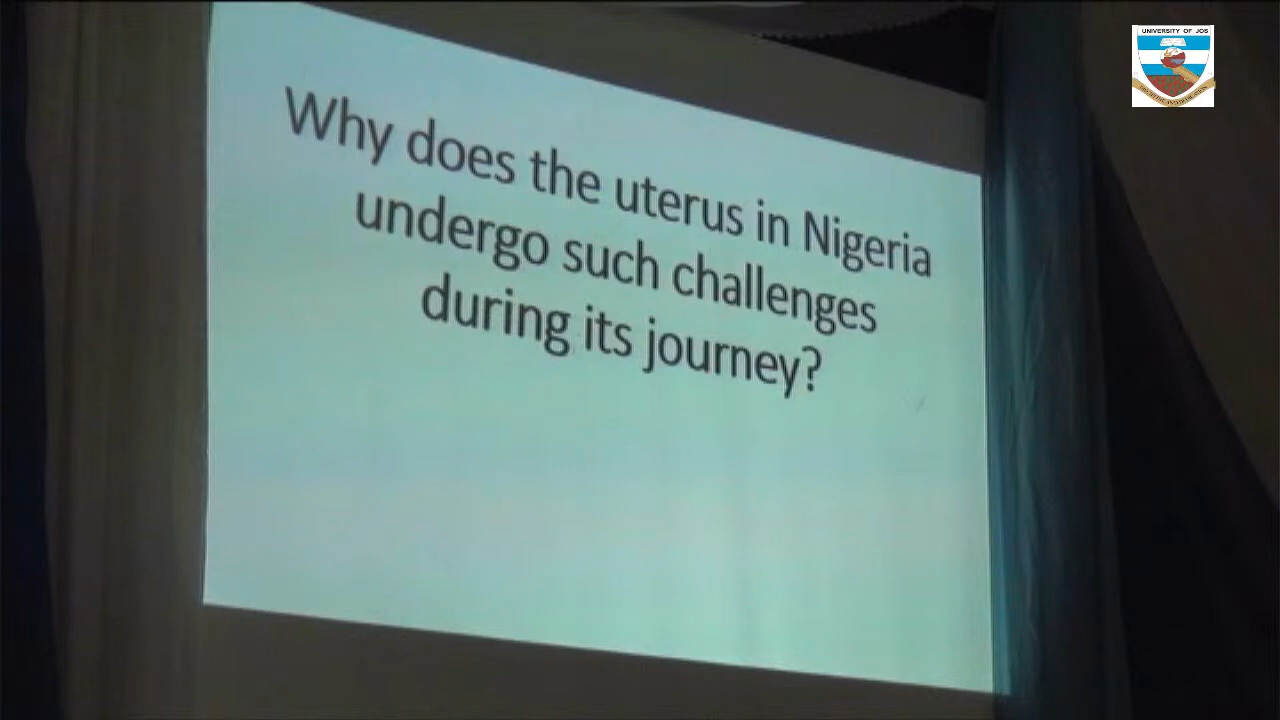 UNIVERSITY OF JOS
Why does the uterus in Nigeria
undergo such challenges
during its journey?